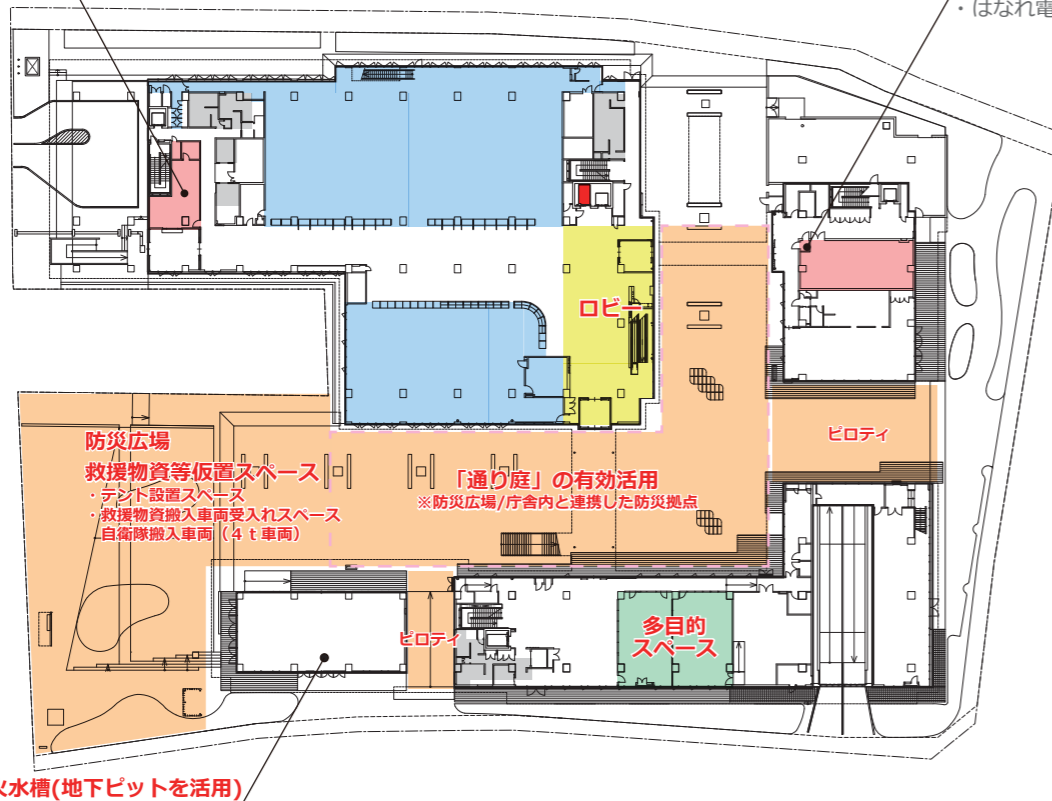 ・はなれ電
ロビー
防災広場
救援物資等仮置スペース
・テント設置スペース
・救援物資搬入車両受入れスペース
自衛隊搬入車両（４ｔ車両）
「通り庭」の有効活用
※防災広場/庁舎内と連携した防災拠点
ピロティ
ピロティ
多目的
スペース
火水槽(地下ピットを活用)